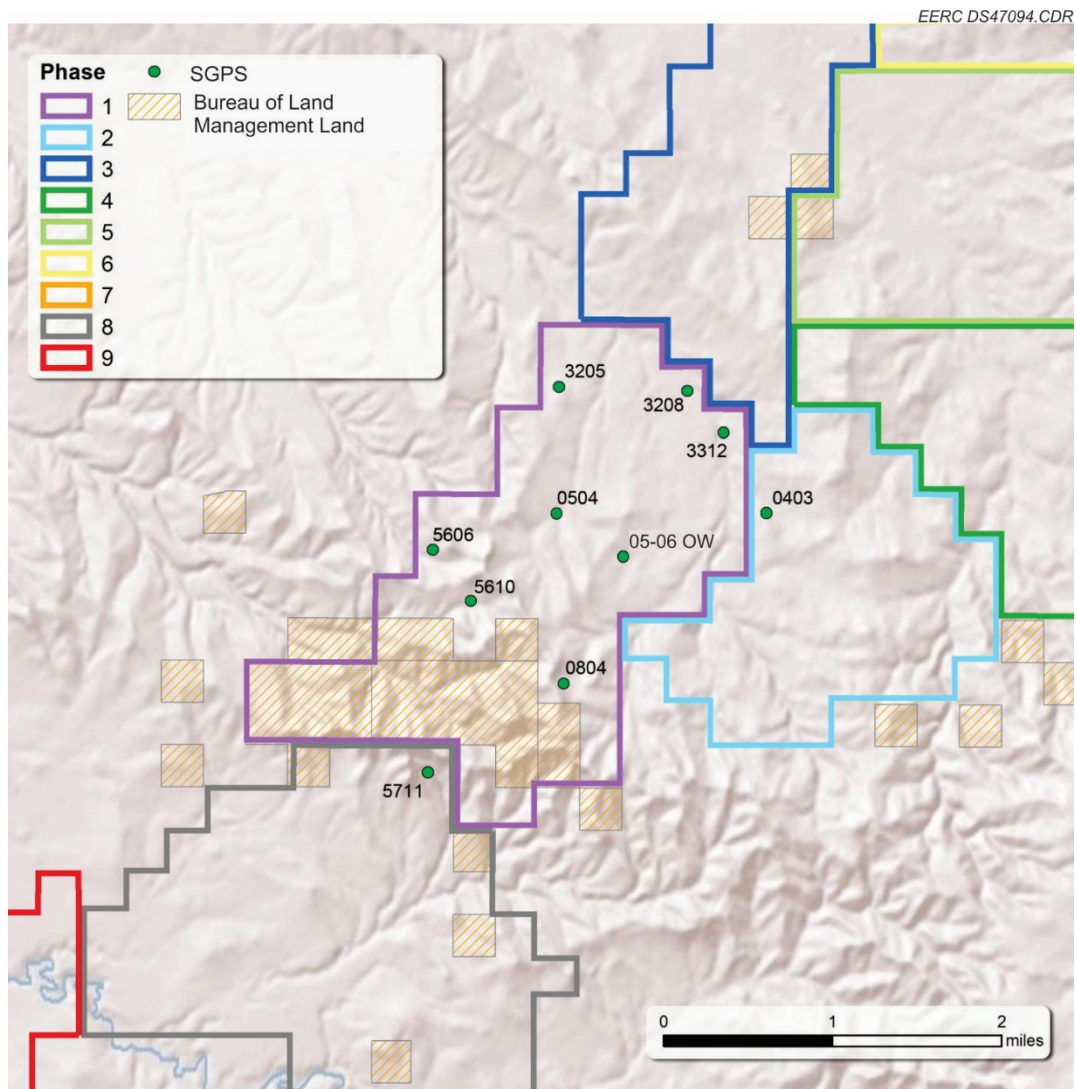 EERC DS47094.CDR
Phase
SGPS
1
Bureau of Land
Management Land
2
3
4
5
6
7
8
9
3205
3208
3312
0504
0403
5606
05-06 OW
5610
0804
5711
0 1 2
miles